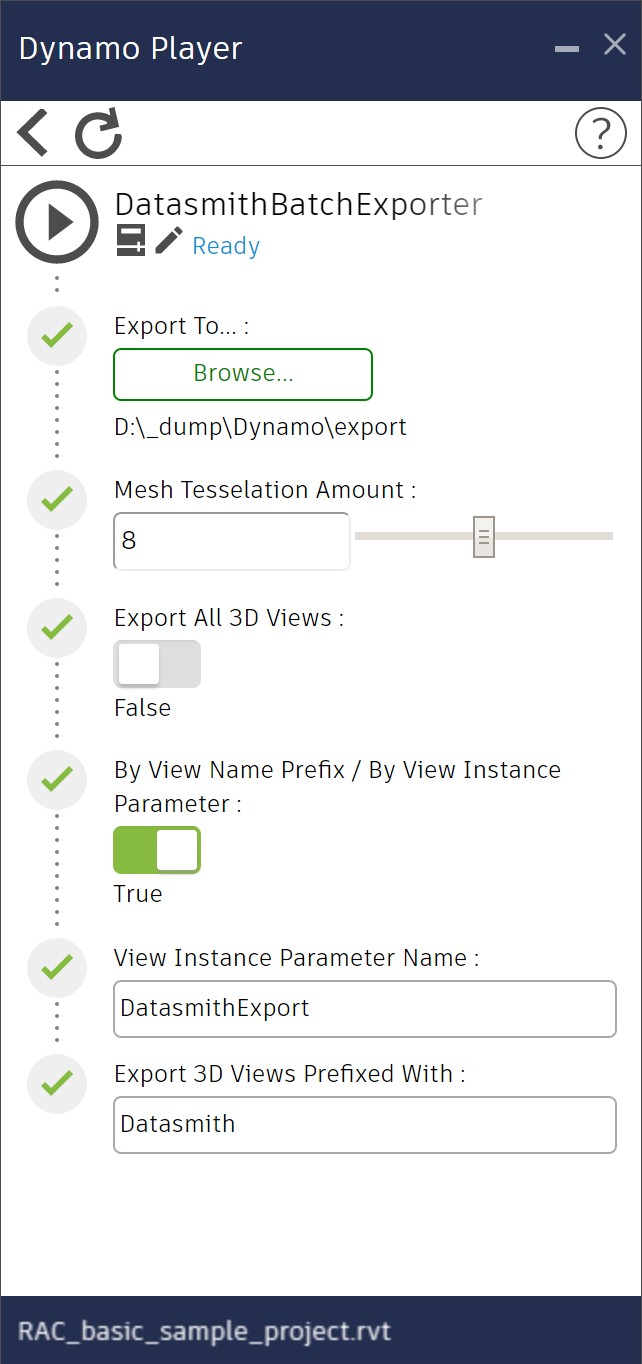 Dynamo Player
?
DatasmithBatchExporter
Ready
Export To... :
Browse...
D:\_dump\Dynamo\export
Mesh Tesselation Amount :
8
Export All 3D Views :
False
By View Name Prefix / By View Instance
Parameter :
True
View Instance Parameter Name :
DatasmithExport
Export 3D Views Prefixed With :
Datasmith
RAC_basic_sample_project.rvt